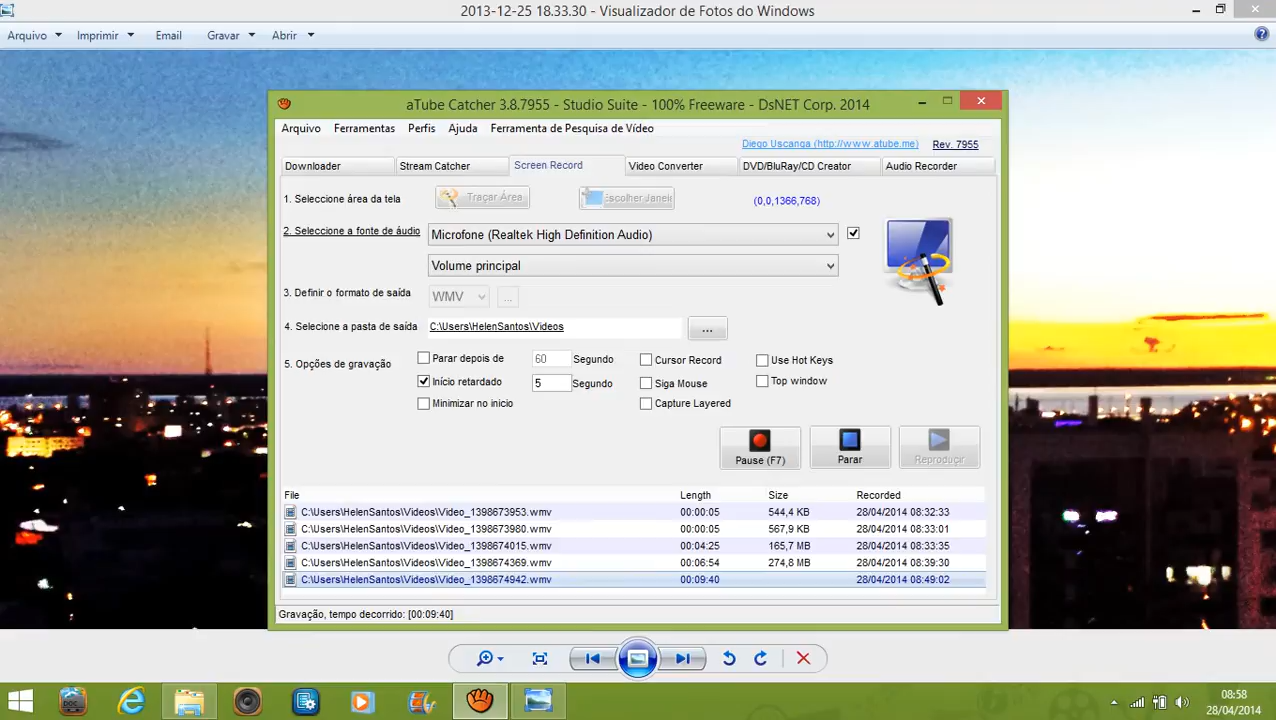 2013-12-25 18.33.30 - Visualizador de Fotos do Windows
Arquivo Imprimir Email Gravar Abrir
aTube Catcher 3.8.7955 - Studio Suite - 100% Freeware - DsNET Corp. 2014
Arquivo Ferramentas Perfis Ajuda Ferramenta de Pesquisa de Vídeo
Diego Uscanga (http://www.atube.me) Rev. 7955
Downloader Stream Catcher Screen Record Video Converter DVD/BluRay/CD Creator Audio Recorder
1. Seleccione área da tela Traçar Área Escolher Janela (0,0,1366,768)
2. Seleccione a fonte de áudio Microfone (Realtek High Definition Audio)
Volume principal
3. Definir o formato de saída WMV ...
4. Selecione a pasta de saída C:\Users\HelenSantos\Videos ...
5. Opções de gravação Parar depois de 60 Segundo Cursor Record Use Hot Keys
Início retardado 5 Segundo Siga Mouse Top window
Minimizar no inicio Capture Layered
Pause (F7) Parar Reproduçir
File Length Size Recorded
C:\Users\HelenSantos\Videos\Video_1398673953.wmv 00:00:05 544,4 KB 28/04/2014 08:32:33
C:\Users\HelenSantos\Videos\Video_1398673980.wmv 00:00:05 567,9 KB 28/04/2014 08:33:01
C:\Users\HelenSantos\Videos\Video_1398674015.wmv 00:04:25 165,7 MB 28/04/2014 08:33:35
C:\Users\HelenSantos\Videos\Video_1398674369.wmv 00:06:54 274,8 MB 28/04/2014 08:39:30
C:\Users\HelenSantos\Videos\Video_1398674942.wmv 00:09:40 28/04/2014 08:49:02
Gravação, tempo decorrido: [00:09:40]
poc
08:58
28/04/2014